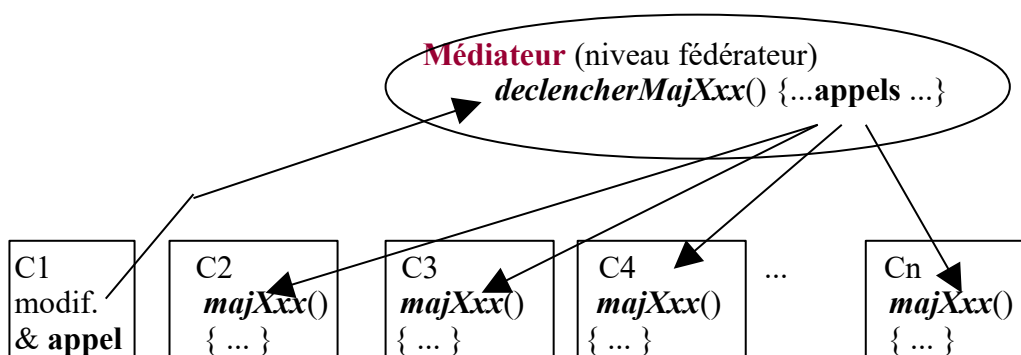 Médiateur (niveau fédérateur)
declencherMajXxx() {...appels ...}
C1
modif.
& appel
C2
majXxx()
{ ... }
C3
majXxx()
{ ... }
C4
majXxx()
{ ... }
...
Cn
majXxx()
{ ... }